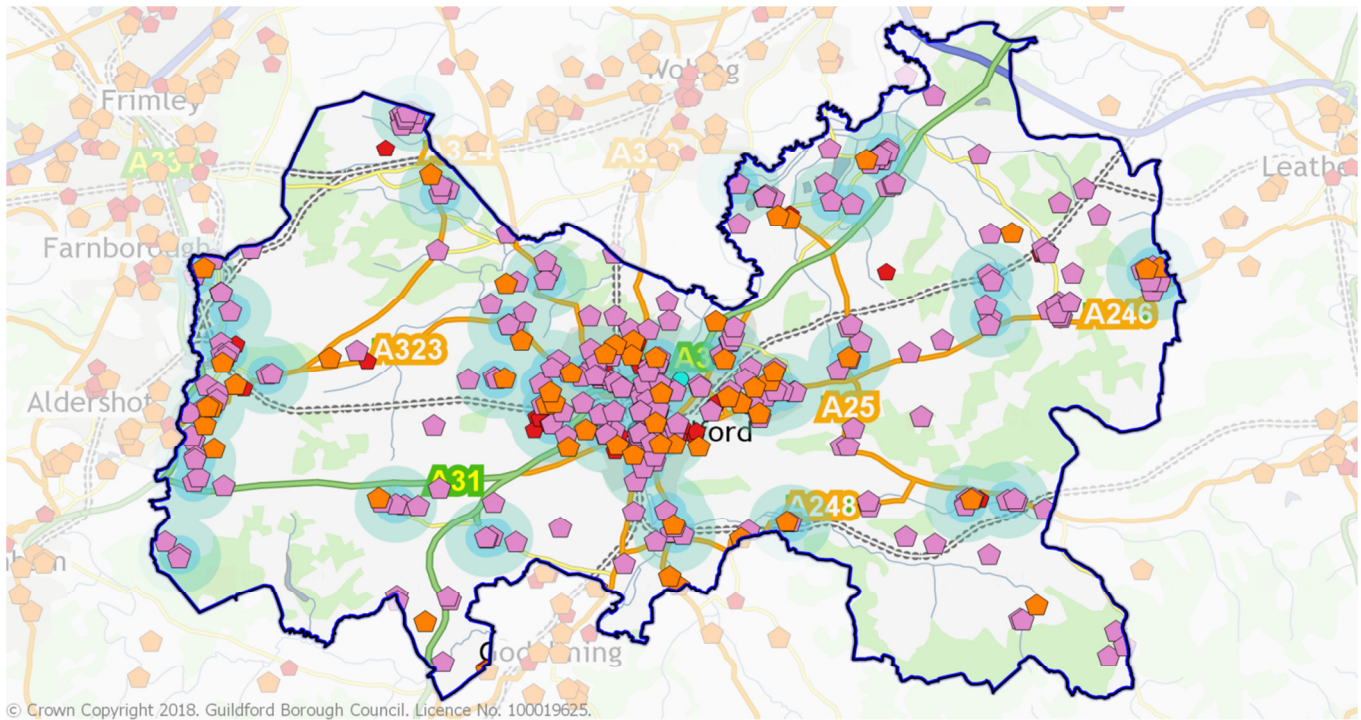 Woking
Frimley
A324
Leathe
Farnborough
A323
A3
A246
Aldershot
A25
ford
A31
A248
Godalming
© Crown Copyright 2018. Guildford Borough Council. Licence No. 100019625.